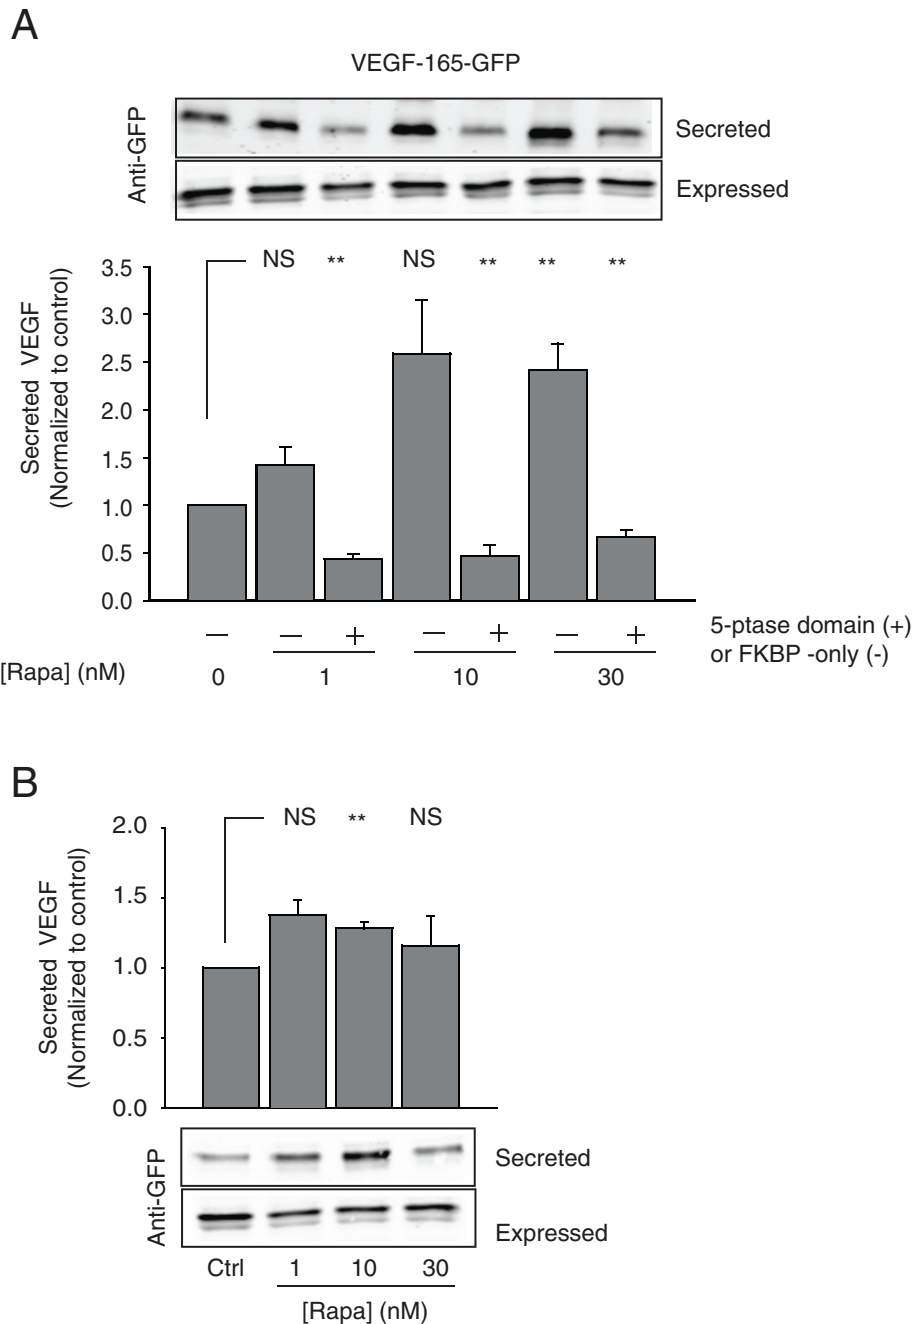 A
VEGF-165-GFP
Anti-GFP
Secreted
Expressed
NS ** NS ** ** **
Secreted VEGF
(Normalized to control)
3.5
3.0
2.5
2.0
1.5
1.0
0.5
0.0
— — + — + — +
5-ptase domain (+)
or FKBP -only (-)
[Rapa] (nM) 0 1 10 30
B
NS ** NS
Secreted VEGF
(Normalized to control)
2.0
1.5
1.0
0.5
0.0
Anti-GFP
Secreted
Expressed
Ctrl 1 10 30
[Rapa] (nM)